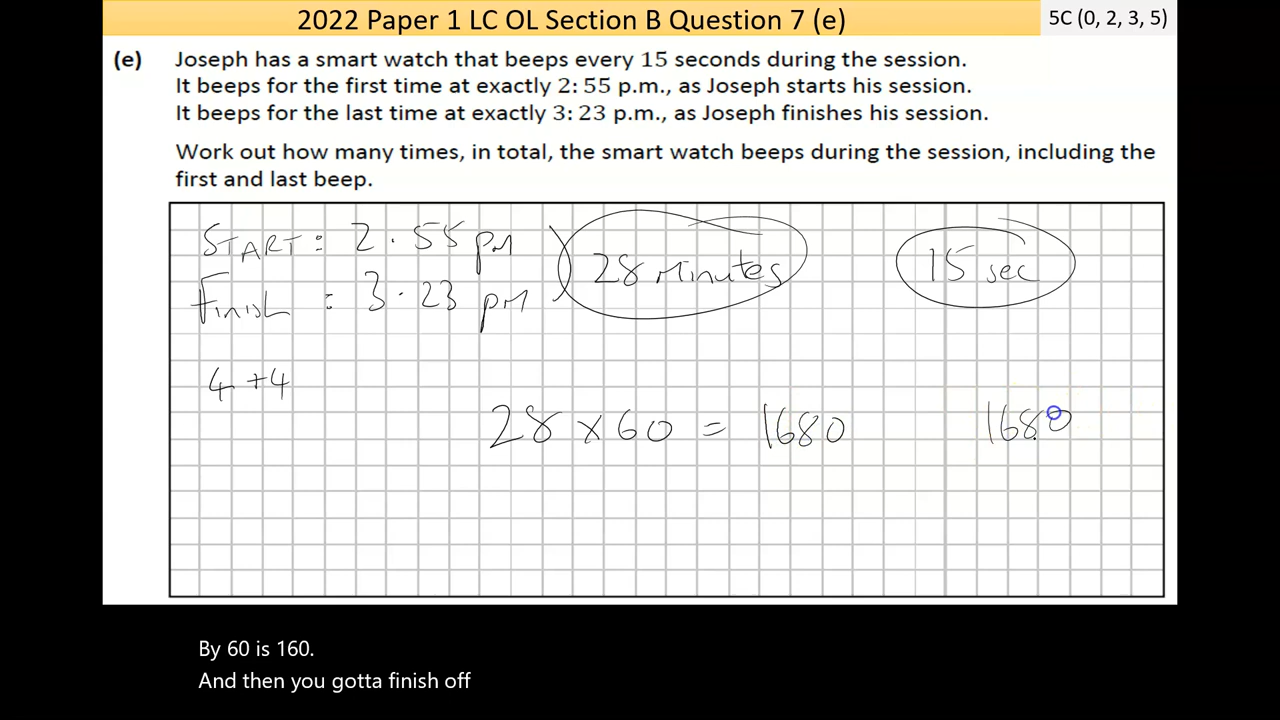 2022 Paper 1 LC OL Section B Question 7 (e)
5C (0, 2, 3, 5)
(e) Joseph has a smart watch that beeps every 15 seconds during the session.
It beeps for the first time at exactly 2: 55 p.m., as Joseph starts his session.
It beeps for the last time at exactly 3: 23 p.m., as Joseph finishes his session.
Work out how many times, in total, the smart watch beeps during the session, including the
first and last beep.
START: 2.55 pm
28 Minutes
15 sec
Finish : 3.23 pm
4 +4
28 x 60 = 1680
1680
By 60 is 160.
And then you gotta finish off